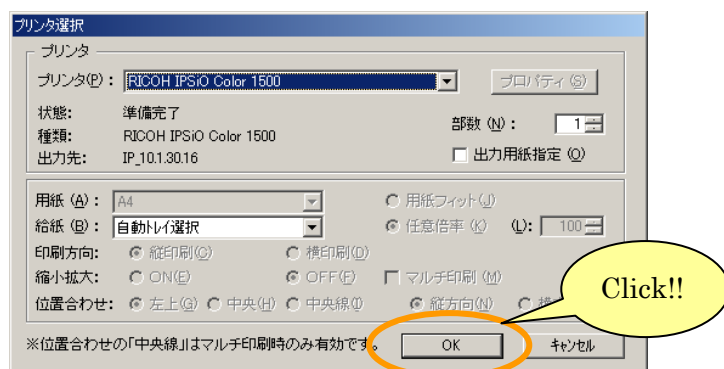 プリンタ選択
プリンタ
プリンタ(P)： RICOH IPSiO Color 1500 プロパティ(S)
状態： 準備完了 部数(N)： 1
種類： RICOH IPSiO Color 1500
出力先： IP_10.1.30.16 出力用紙指定(O)
用紙(A)： A4 用紙フィット(J)
給紙(B)： 自動トレイ選択 任意倍率(K) (L)： 100
印刷方向： 縦印刷(C) 横印刷(D)
縮小拡大： ON(E) OFF(F) マルチ印刷(M)
位置合わせ： 左上(G) 中央(H) 中央線(I) 縦方向(N)
Click!!
※位置合わせの「中央線」はマルチ印刷時のみ有効です。 OK キャンセル